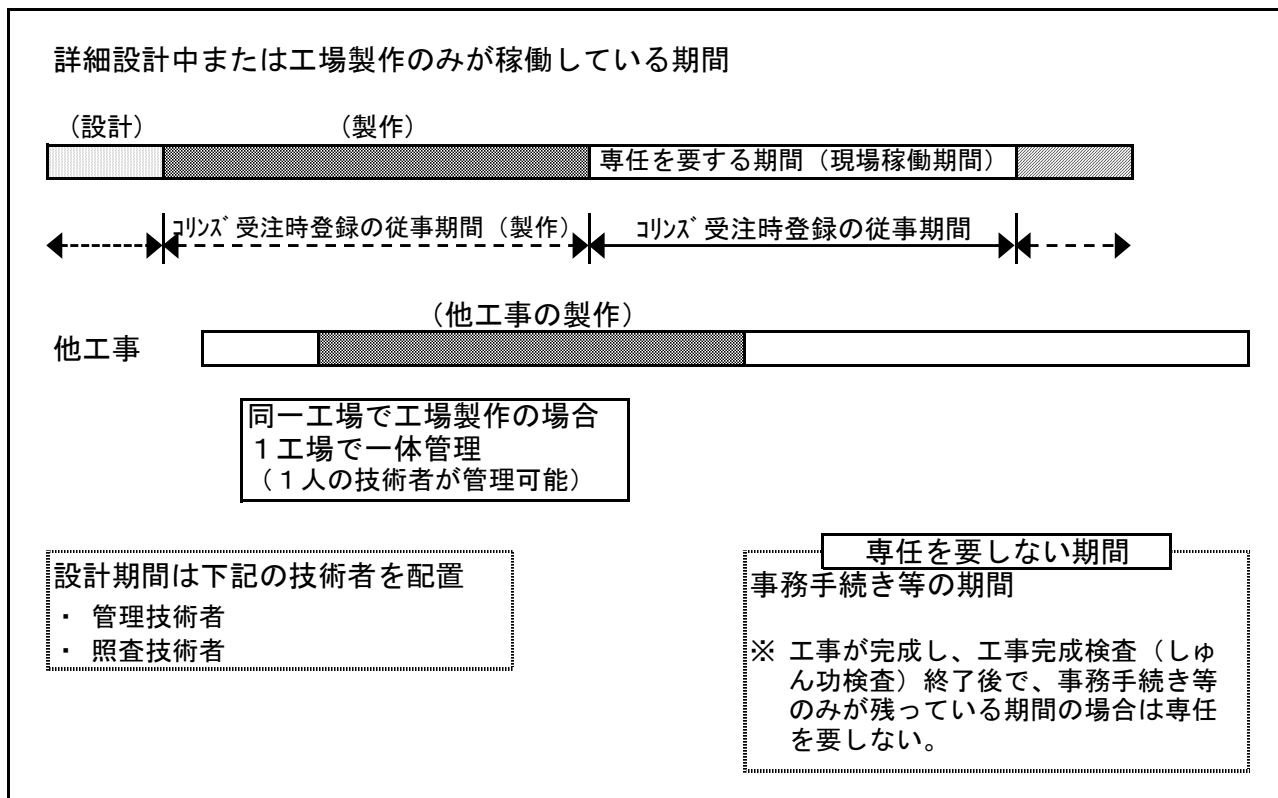 詳細設計中または工場製作のみが稼働している期間
（設計）
（製作）
専任を要する期間（現場稼働期間）
ｺﾘﾝｽﾞ受注時登録の従事期間（製作）
ｺﾘﾝｽﾞ受注時登録の従事期間
（他工事の製作）
他工事
同一工場で工場製作の場合
１工場で一体管理
（１人の技術者が管理可能）
設計期間は下記の技術者を配置
・ 管理技術者
・ 照査技術者
専任を要しない期間
事務手続き等の期間
※ 工事が完成し、工事完成検査（しゅ
ん功検査）終了後で、事務手続き等
のみが残っている期間の場合は専任
を要しない。